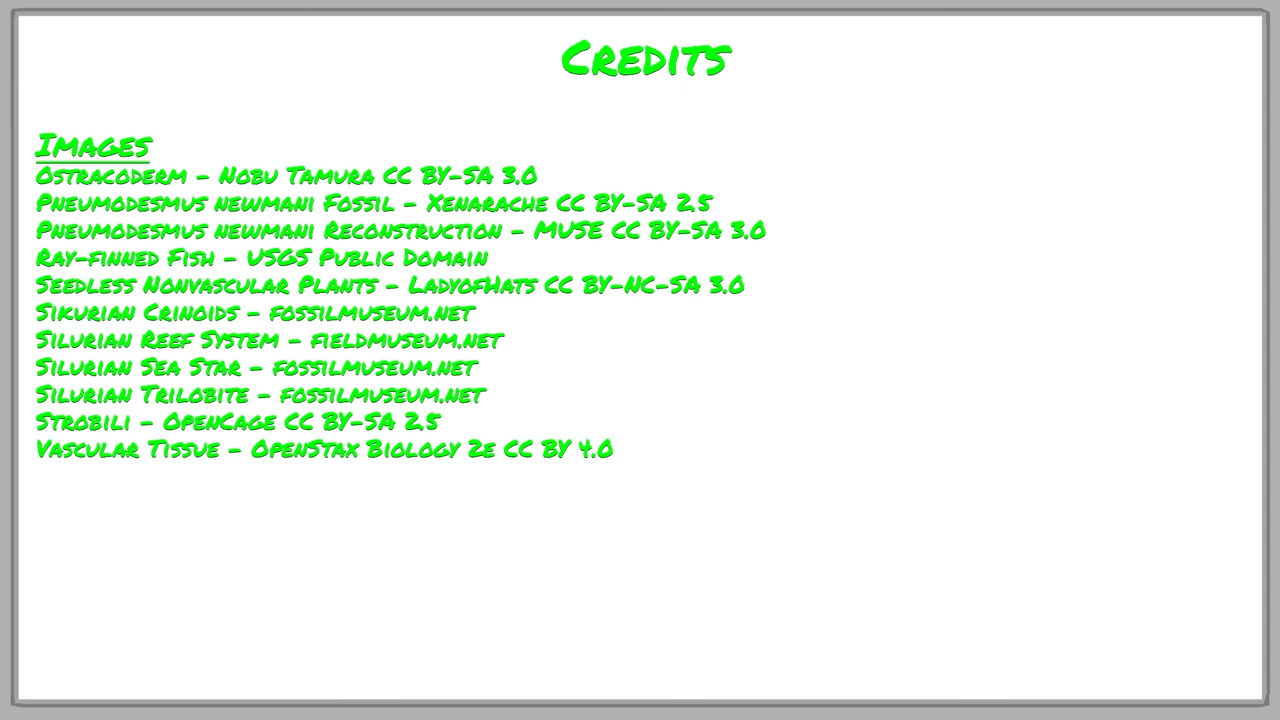 Credits
Images
Ostracoderm - Nobu Tamura CC BY-SA 3.0
Pneumodesmus newmani Fossil - Xenarache CC BY-SA 2.5
Pneumodesmus newmani Reconstruction - MUSE CC BY-SA 3.0
Ray-finned Fish - USGS Public Domain
Seedless Nonvascular Plants - LadyofHats CC BY-NC-SA 3.0
Sikurian Crinoids - fossilmuseum.net
Silurian Reef System - fieldmuseum.net
Silurian Sea Star - fossilmuseum.net
Silurian Trilobite - fossilmuseum.net
Strobili - OpenCage CC BY-SA 2.5
Vascular Tissue - OpenStax Biology 2e CC BY 4.0